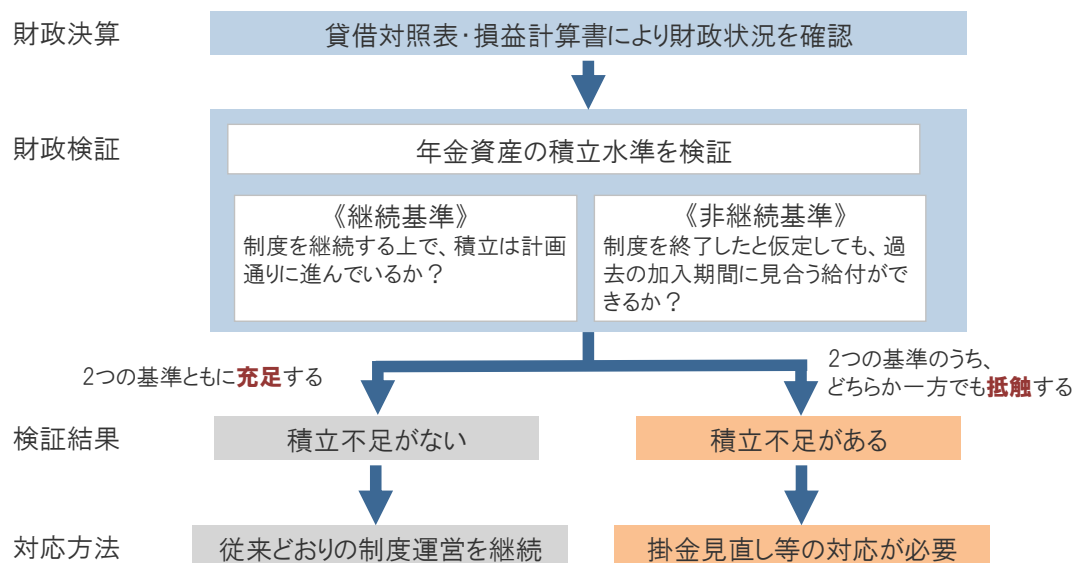 財政決算
貸借対照表・損益計算書により財政状況を確認
財政検証
年金資産の積立水準を検証
《継続基準》
制度を継続する上で、積立は計画
通りに進んでいるか？
《非継続基準》
制度を終了したと仮定しても、過
去の加入期間に見合う給付がで
きるか？
2つの基準ともに充足する
2つの基準のうち、
どちらか一方でも抵触する
検証結果
積立不足がない
積立不足がある
対応方法
従来どおりの制度運営を継続
掛金見直し等の対応が必要